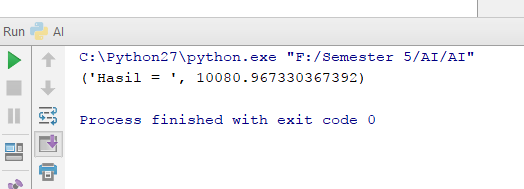 Run AI
C:\Python27\python.exe "F:/Semester 5/AI/AI"
('Hasil = ', 10080.967330367392)
Process finished with exit code 0